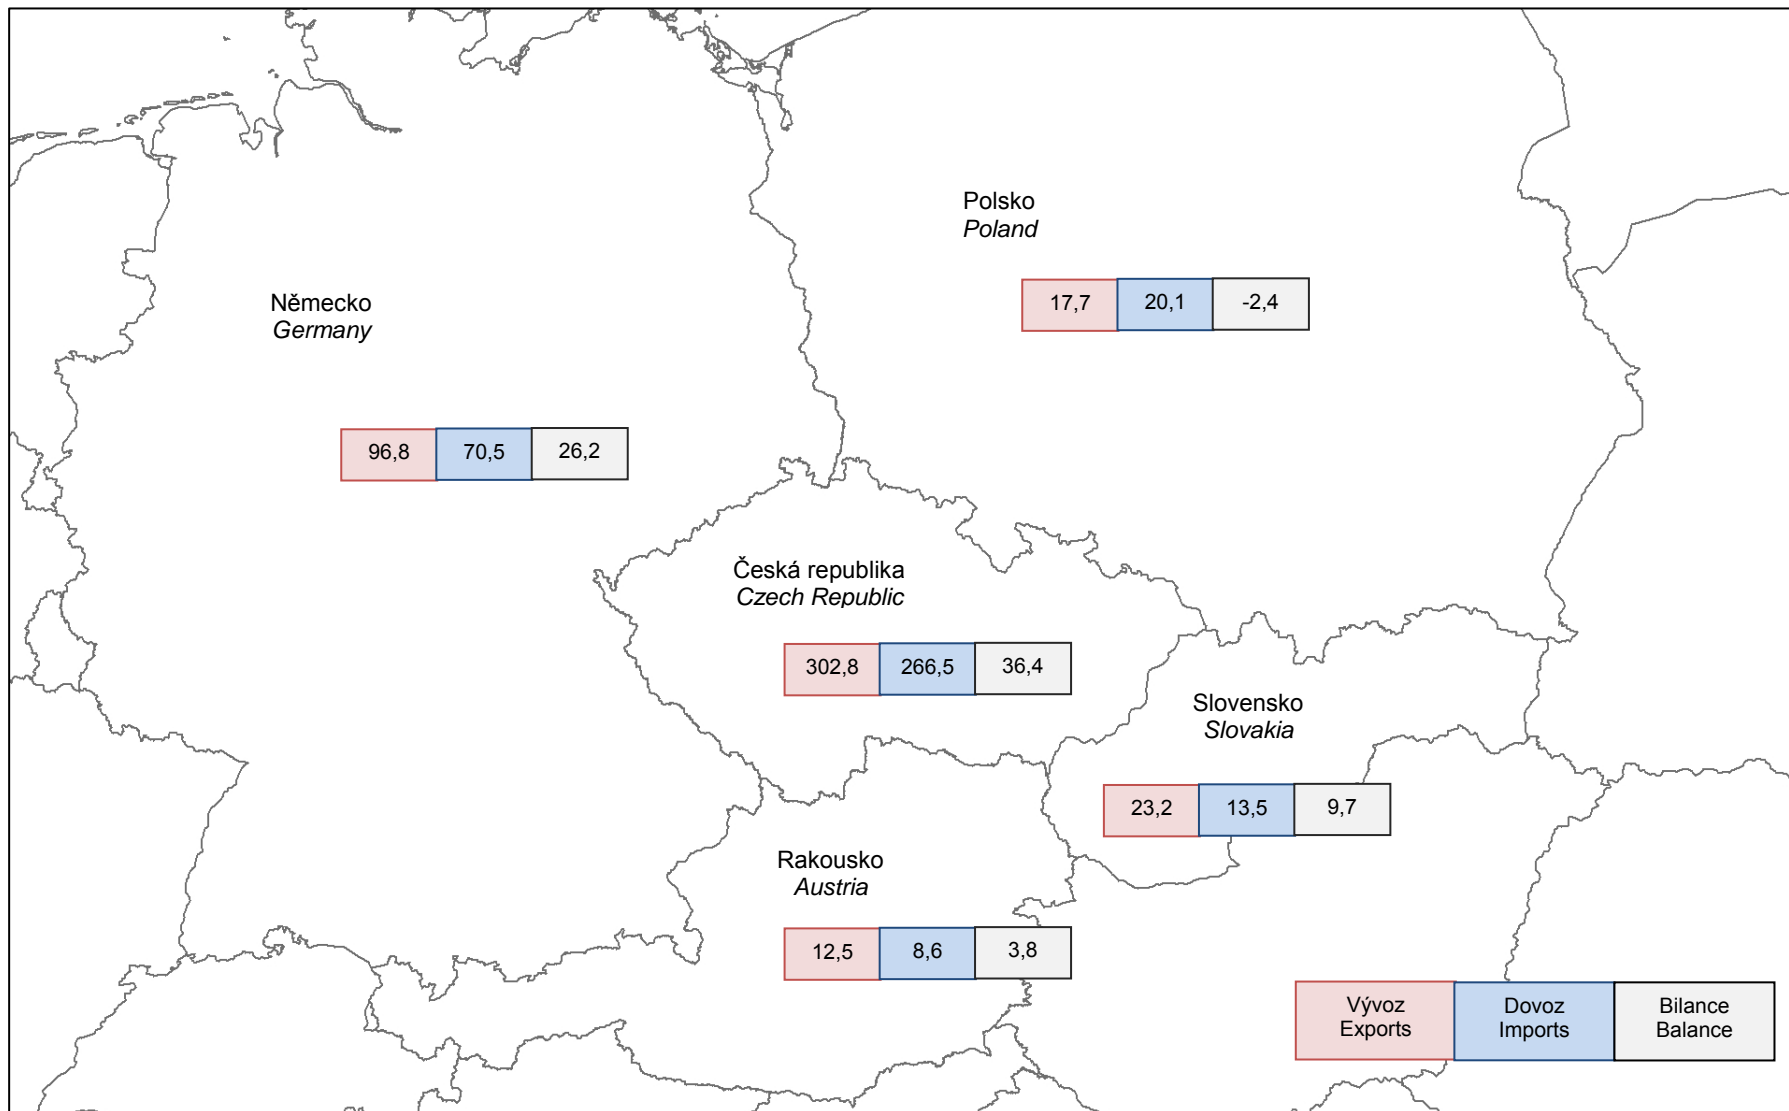 Polsko
Poland
17,7 20,1 -2,4
Německo
Germany
96,8 70,5 26,2
Česká republika
Czech Republic
302,8 266,5 36,4
Slovensko
Slovakia
23,2 13,5 9,7
Rakousko
Austria
12,5 8,6 3,8
Vývoz Dovoz Bilance
Exports Imports Balance